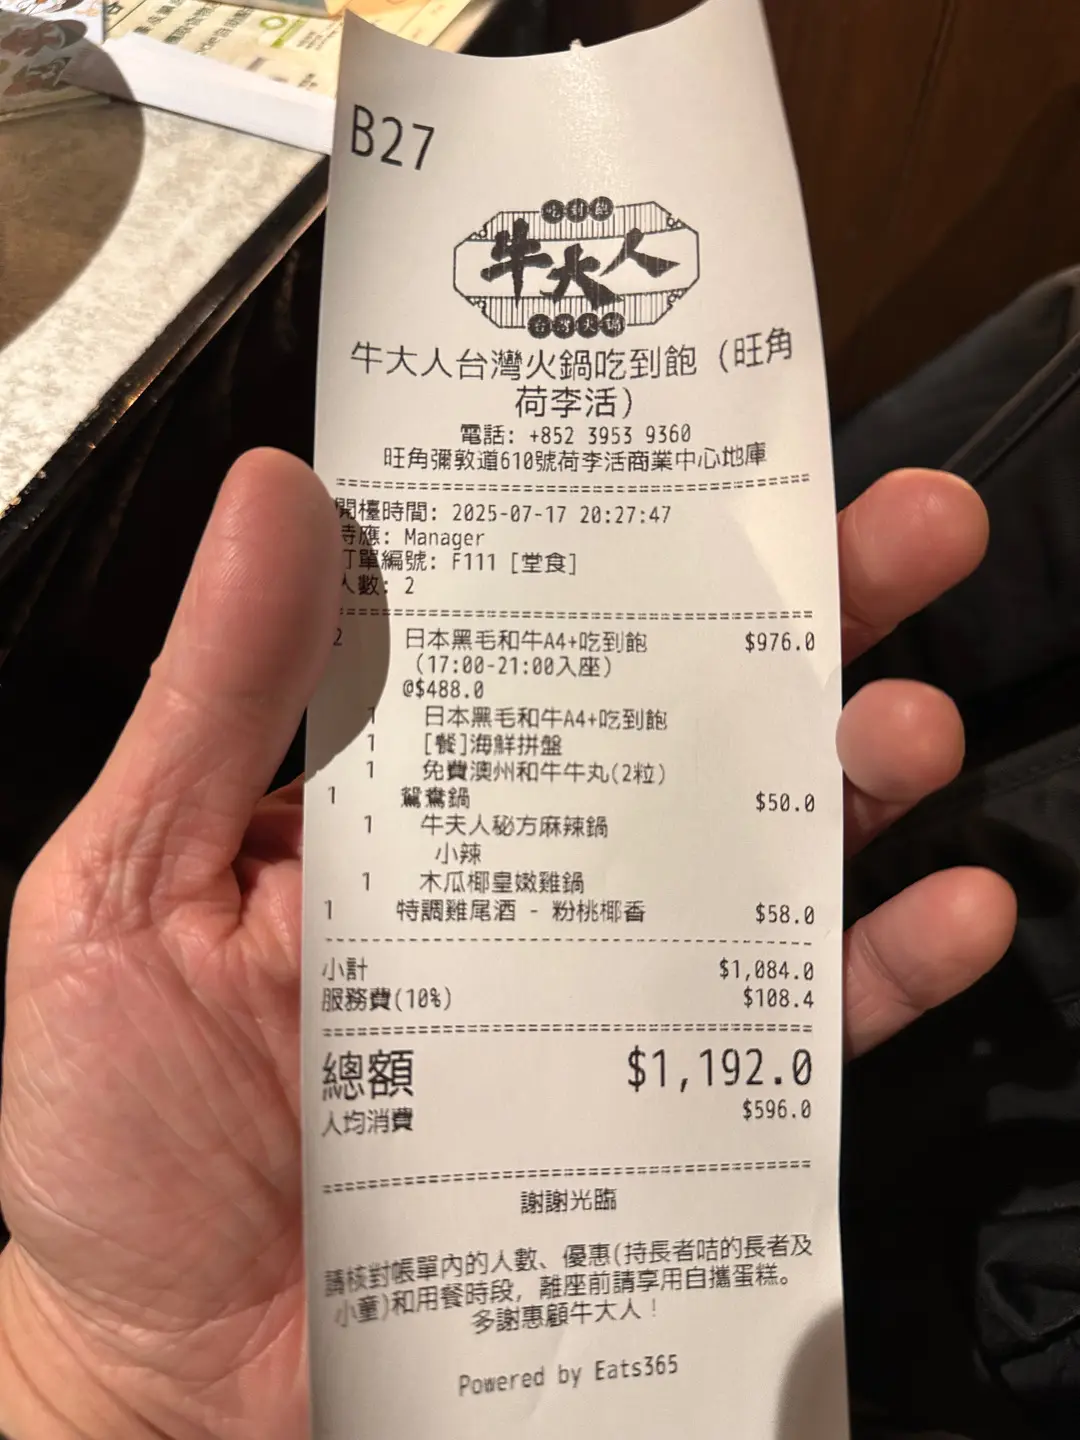 B27
吃到飽
牛大人
台灣火鍋
牛大人台灣火鍋吃到飽 (旺角
荷李活)
電話: +852 3953 9360
旺角彌敦道610號荷李活商業中心地庫
開檯時間: 2025-07-17 20:27:47
侍應: Manager
訂單編號: F111 [堂食]
人數: 2
2 日本黑毛和牛A4+吃到飽 $976.0
(17:00-21:00入座)
@$488.0
1 日本黑毛和牛A4+吃到飽
1 [餐]海鮮拼盤
1 免費澳州和牛牛丸(2粒)
1 鴛鴦鍋 $50.0
1 牛夫人秘方麻辣鍋
小辣
1 木瓜椰皇嫩雞鍋
1 特調雞尾酒 - 粉桃椰香 $58.0
小計 $1,084.0
服務費(10%) $108.4
總額 $1,192.0
人均消費 $596.0
謝謝光臨
請核對帳單內的人數、優惠(持長者咭的長者及
小童)和用餐時段, 離座前請享用自攜蛋糕。
多謝惠顧牛大人!
Powered by Eats365